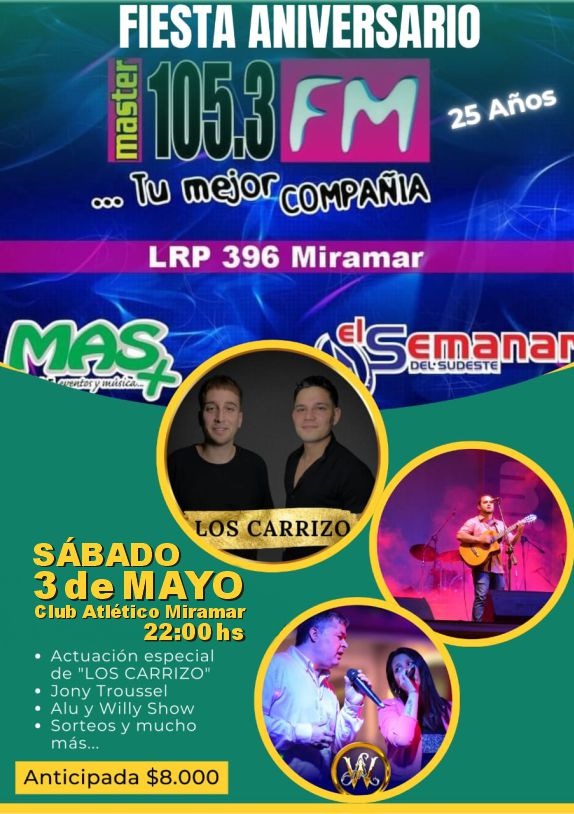 FIESTA ANIVERSARIO
master 105.3 FM
25 Años
... Tu mejor COMPAÑIA
LRP 396 Miramar
MAS+
eventos y música...
el Semanar
DEL SUDESTE
LOS CARRIZO
SÁBADO
3 de MAYO
Club Atlético Miramar
22:00 hs
• Actuación especial
de "LOS CARRIZO"
• Jony Troussel
• Alu y Willy Show
• Sorteos y mucho
más...
Anticipada $8.000